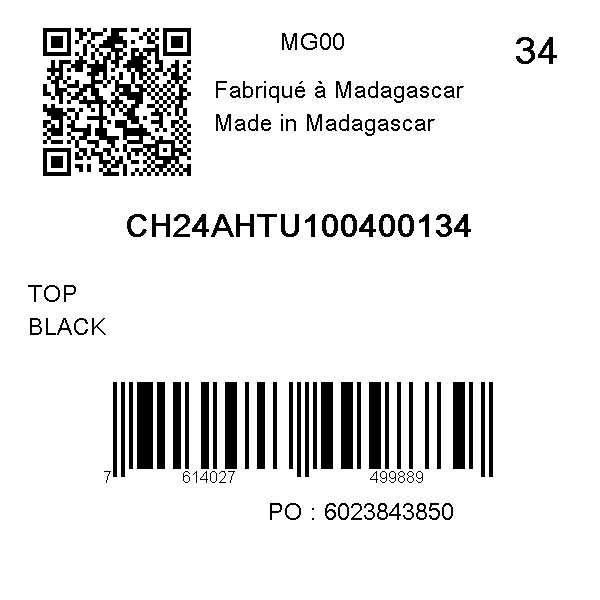 MG00
34
Fabriqué à Madagascar
Made in Madagascar
CH24AHTU100400134
TOP
BLACK
7 614027 499889
PO : 6023843850